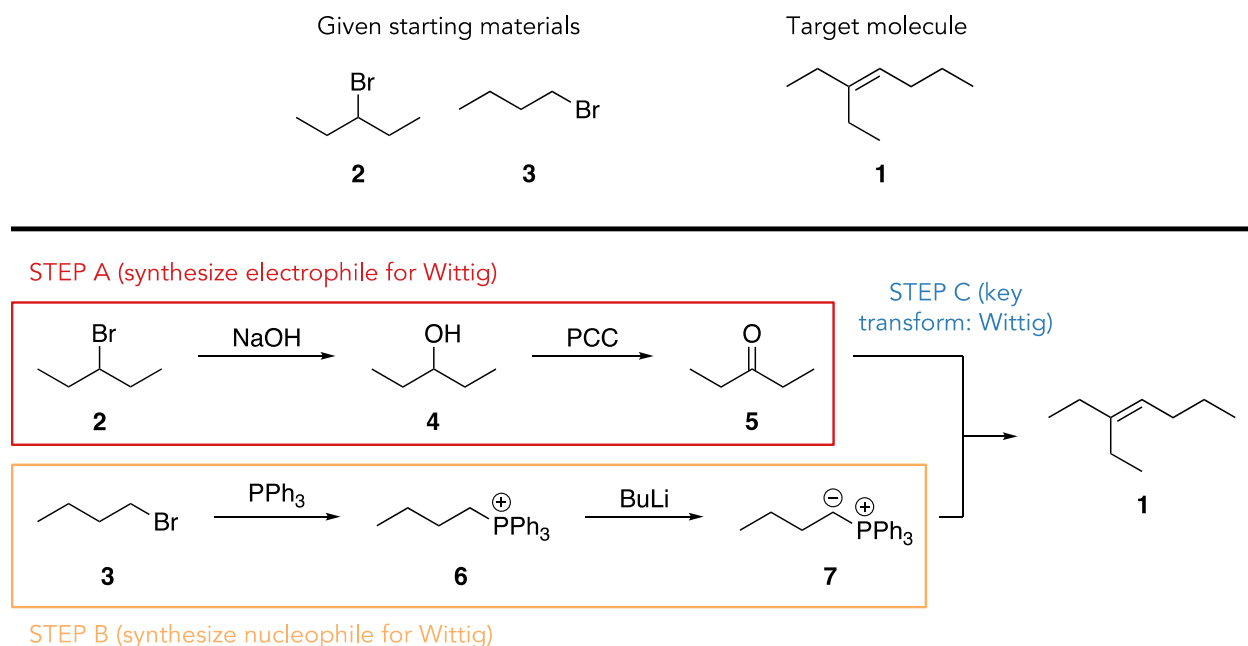 Given starting materials
Target molecule
Br
Br
2
3
1
STEP A (synthesize electrophile for Wittig)
STEP C (key
transform: Wittig)
Br
NaOH
OH
PCC
O
2
4
5
1
Br
PPh3
⊕
PPh3
BuLi
⊖
⊕
PPh3
3
6
7
STEP B (synthesize nucleophile for Wittig)